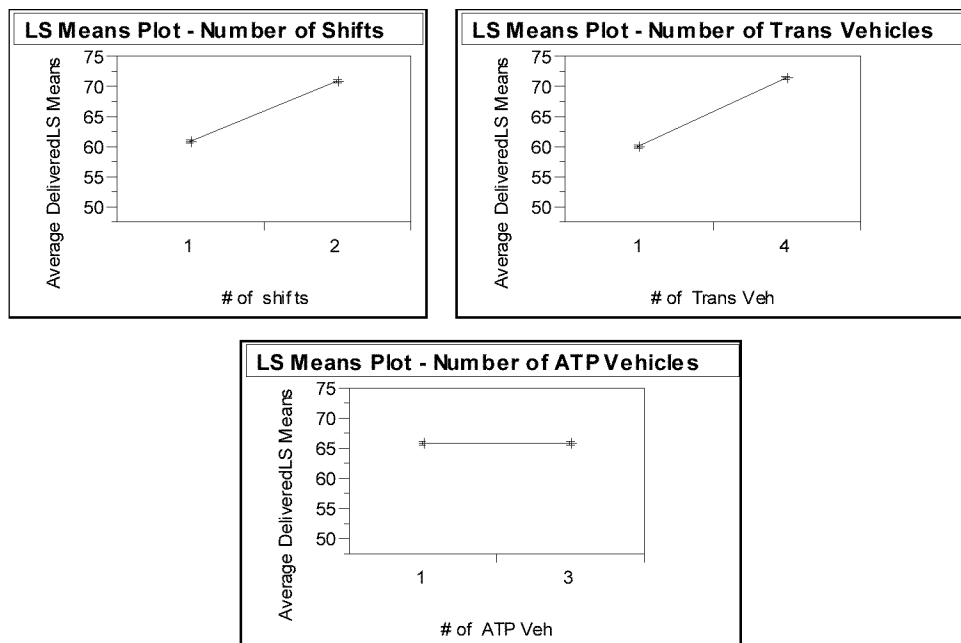 LS Means Plot - Number of Shifts
Average DeliveredLS Means
75
70
65
60
55
50
1 2
# of shifts
LS Means Plot - Number of Trans Vehicles
Average DeliveredLS Means
75
70
65
60
55
50
1 4
# of Trans Veh
LS Means Plot - Number of ATP Vehicles
Average DeliveredLS Means
75
70
65
60
55
50
1 3
# of ATP Veh